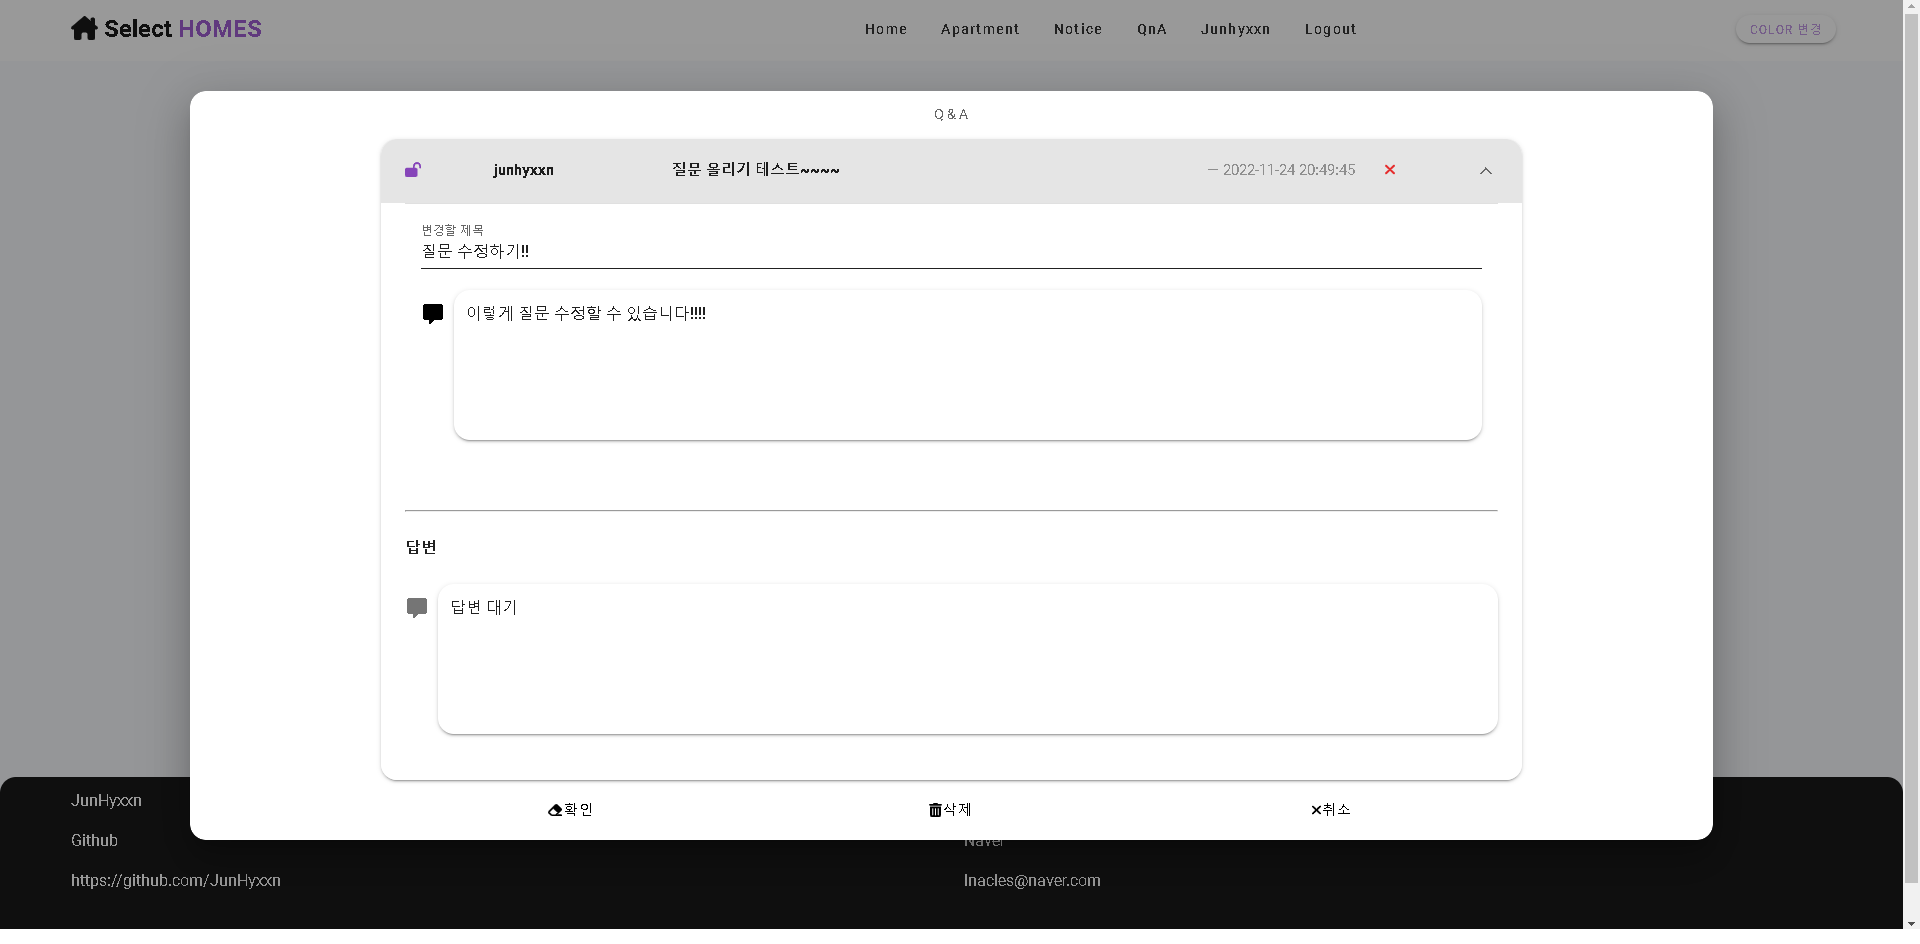 Select HOMES
Home Apartment Notice QnA Junhyxxn Logout
COLOR 변경
Q & A
junhyxxn 질문 올리기 테스트~~~~ — 2022-11-24 20:49:45
변경할 제목
질문 수정하기!!
이렇게 질문 수정할 수 있습니다!!!!
답변
답변 대기
확인 삭제 취소
JunHyxxn
Github Naver
https://github.com/JunHyxxn lnacles@naver.com